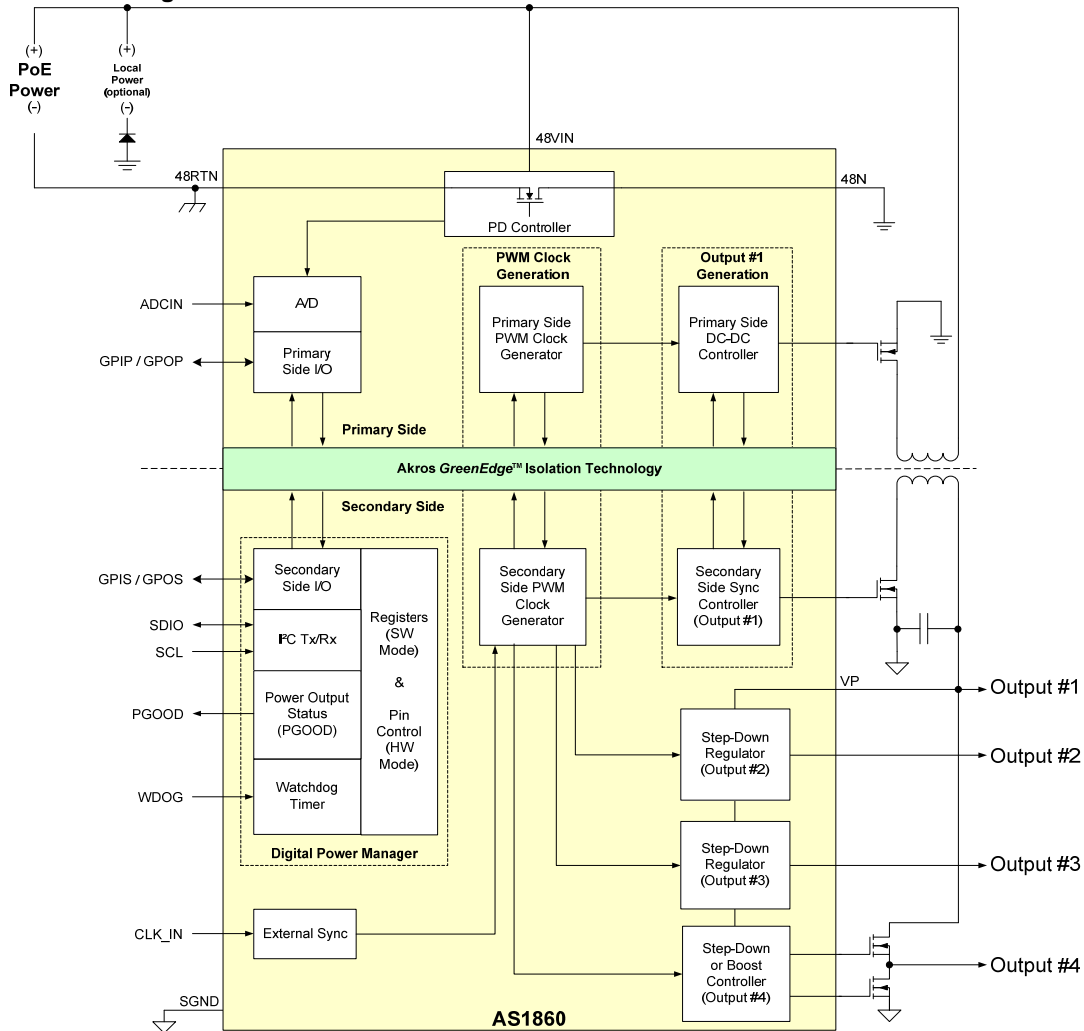 (+)
PoE
Power
(-)
(+)
Local
Power
(optional)
(-)
48VIN
48RTN
48N
PD Controller
PWM Clock
Generation
Output #1
Generation
ADCIN
A/D
Primary Side
PWM Clock
Generator
Primary Side
DC-DC
Controller
GPIP / GPOP
Primary
Side I/O
Primary Side
Akros GreenEdge™ Isolation Technology
Secondary Side
GPIS / GPOS
Secondary
Side I/O
Secondary
Side PWM
Clock
Generator
Secondary
Side Sync
Controller
(Output #1)
SDIO
SCL
I²C Tx/Rx
Registers
(SW
Mode)
&
Pin
Control
(HW
Mode)
PGOOD
Power Output
Status
(PGOOD)
WDOG
Watchdog
Timer
Digital Power Manager
VP
Output #1
Step-Down
Regulator
(Output #2)
Output #2
Step-Down
Regulator
(Output #3)
Output #3
CLK_IN
External Sync
Step-Down
or Boost
Controller
(Output #4)
Output #4
SGND
AS1860